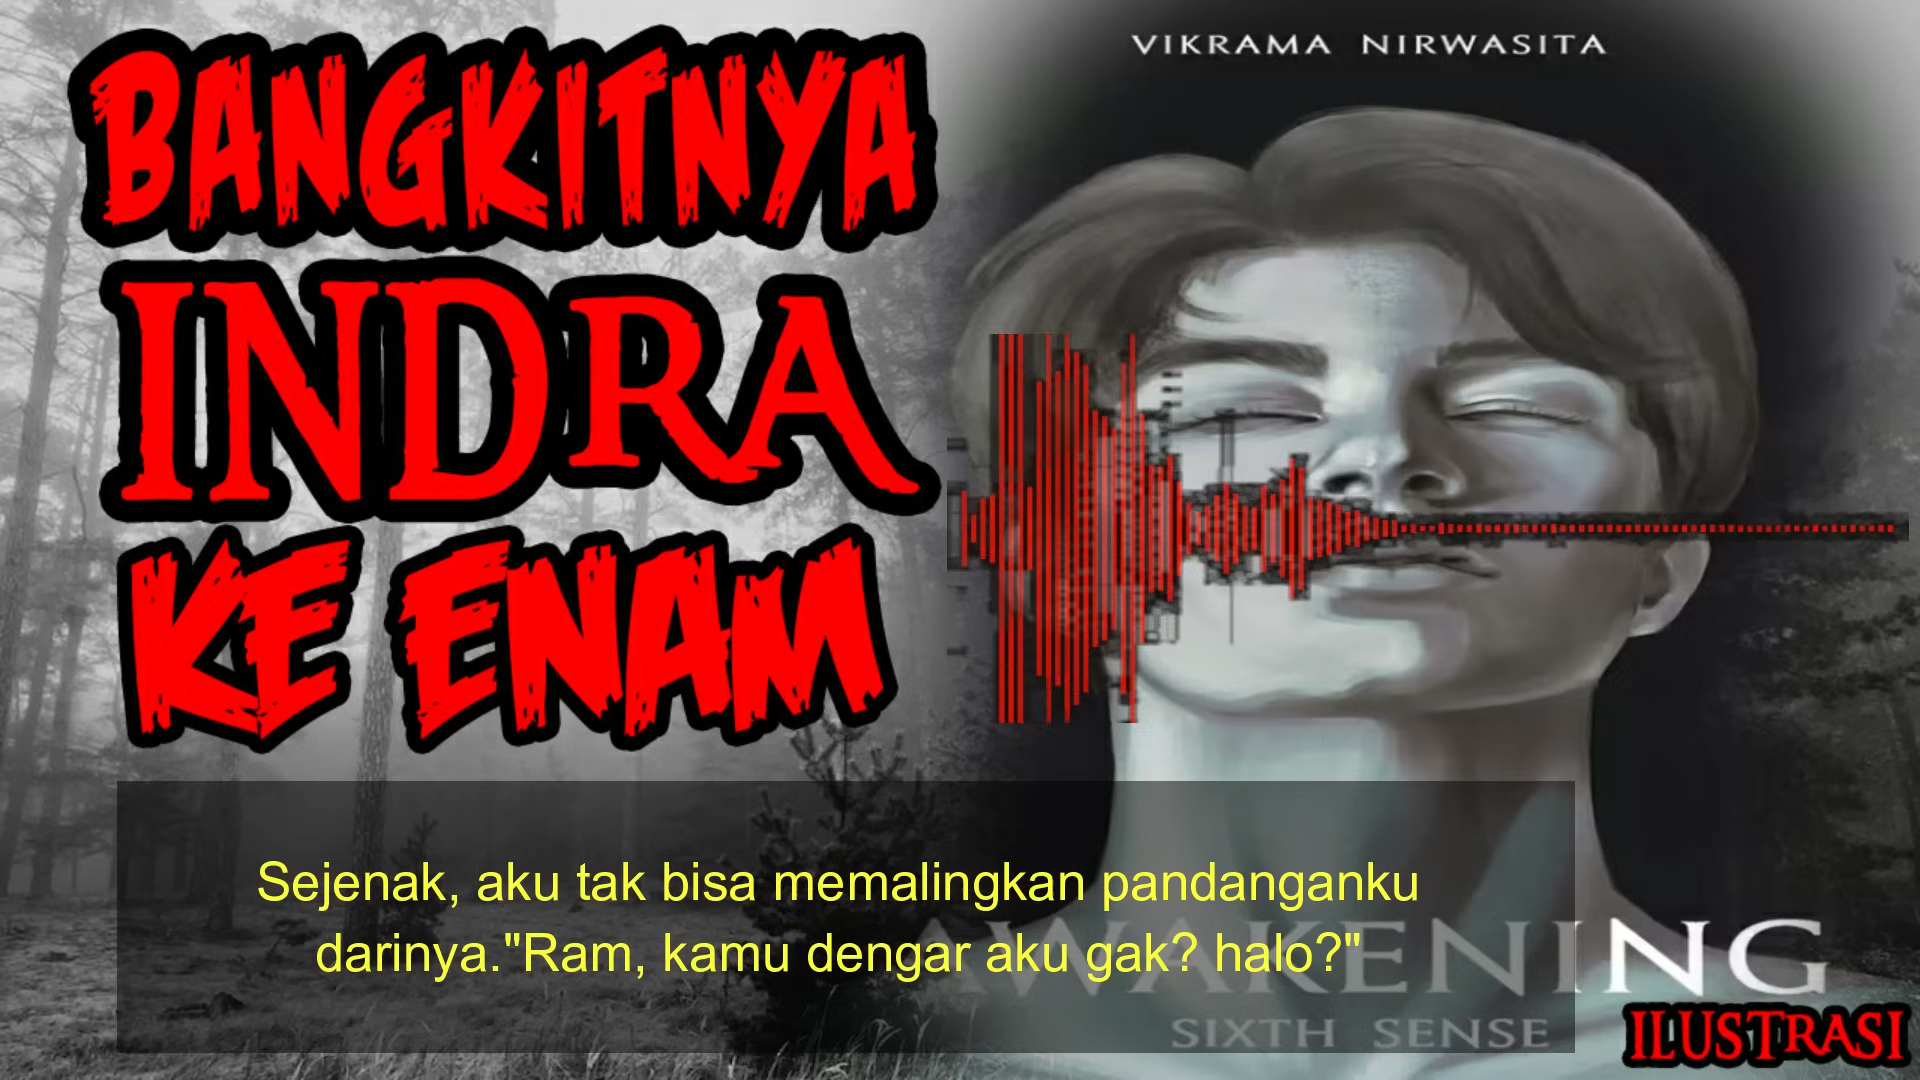 BANGKITNYA
INDRA
KE ENAM
VIKRAMA NIRWASITA
Sejenak, aku tak bisa memalingkan pandanganku
darinya."Ram, kamu dengar aku gak? halo?"
AWAKENING
SIXTH SENSE
ILUSTRASI